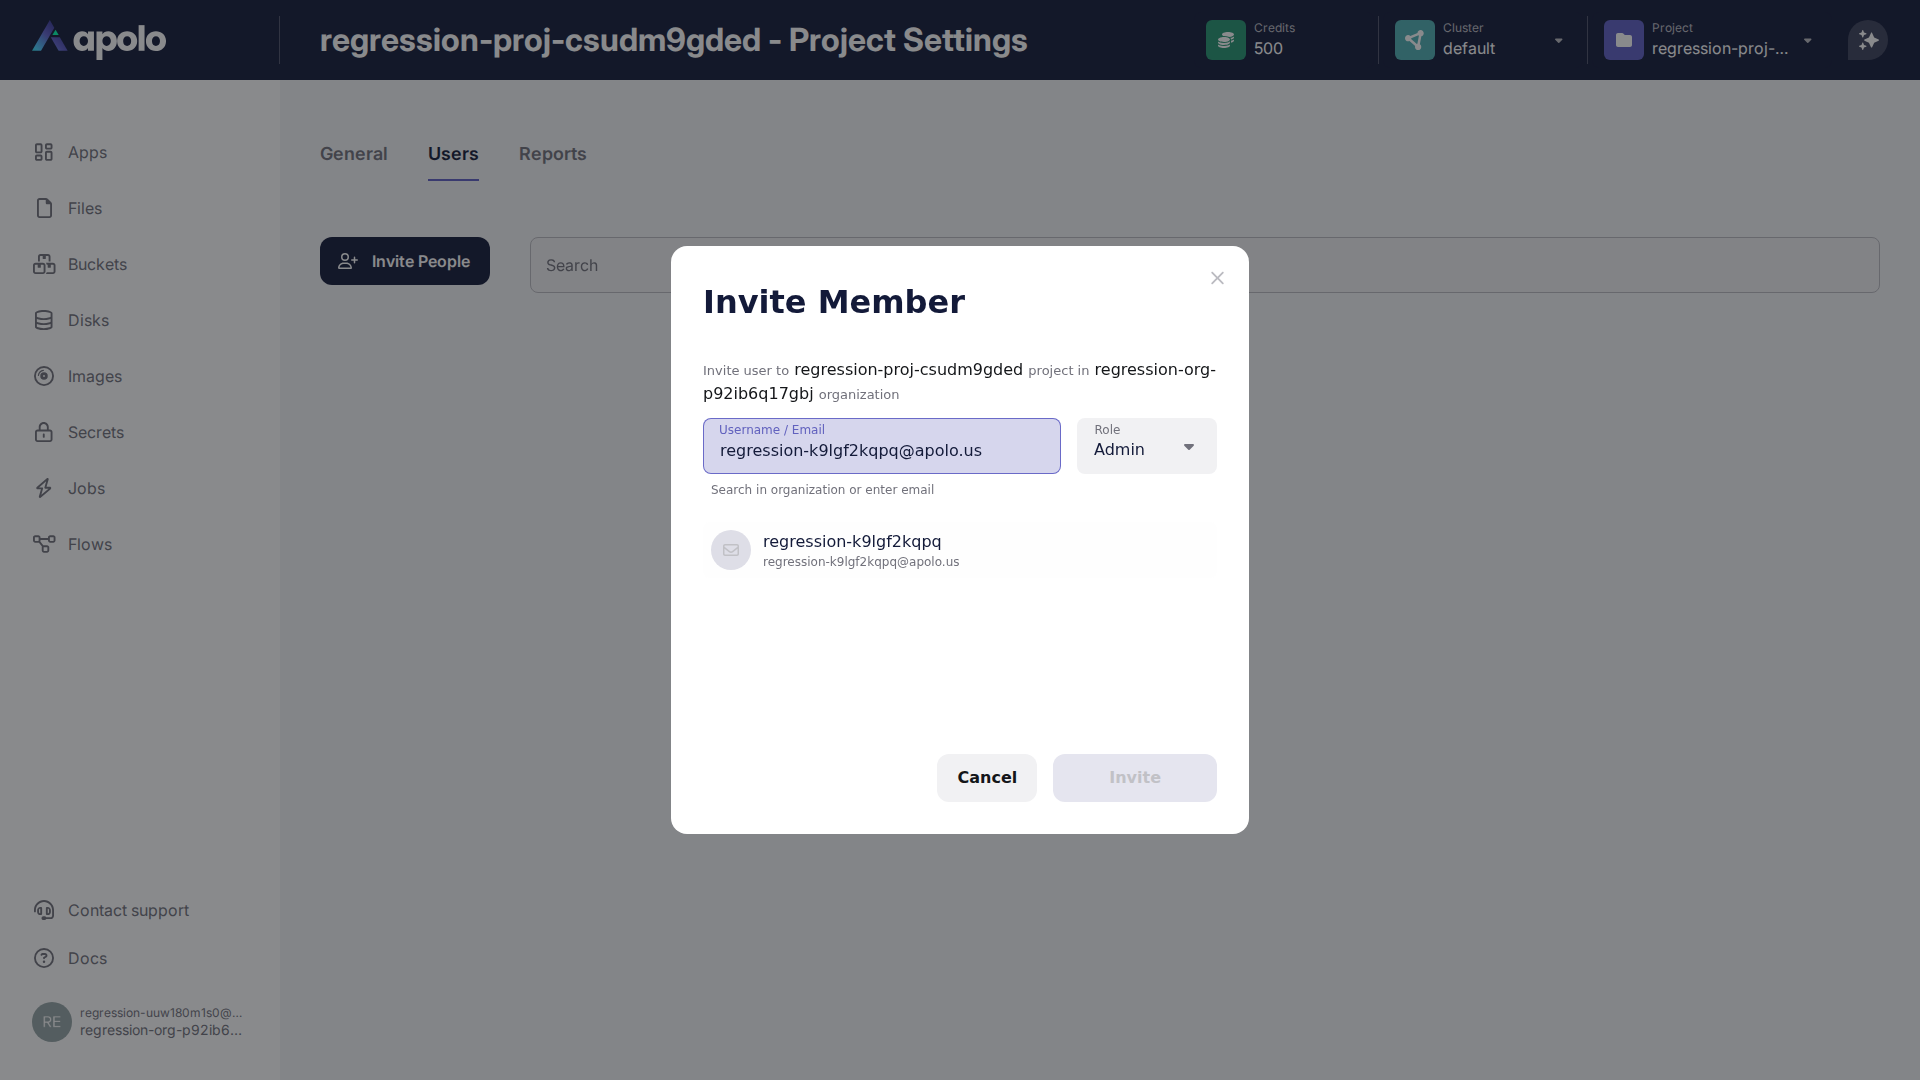 apolo
regression-proj-csudm9gded - Project Settings
Credits
500
Cluster
default
Project
regression-proj-...
Apps
Files
Buckets
Disks
Images
Secrets
Jobs
Flows
General
Users
Reports
Invite People
Search
Invite Member
Invite user to regression-proj-csudm9gded project in regression-org-
p92ib6q17gbj organization
Username / Email
regression-k9lgf2kqpq@apolo.us
Role
Admin
Search in organization or enter email
regression-k9lgf2kqpq
regression-k9lgf2kqpq@apolo.us
Cancel
Invite
Contact support
Docs
RE
regression-uuw180m1s0@...
regression-org-p92ib6...